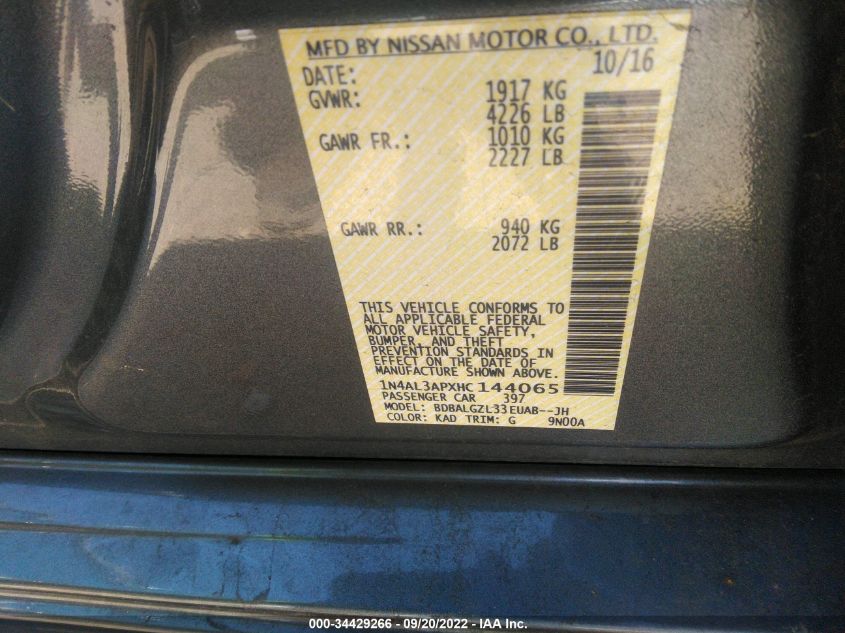 MFD BY NISSAN MOTOR CO., LTD.
DATE: 10/16
GVWR: 1917 KG
4226 LB
GAWR FR.: 1010 KG
2227 LB
GAWR RR.: 940 KG
2072 LB
THIS VEHICLE CONFORMS TO
ALL APPLICABLE FEDERAL
MOTOR VEHICLE SAFETY,
BUMPER, AND THEFT
PREVENTION STANDARDS IN
EFFECT ON THE DATE OF
MANUFACTURE SHOWN ABOVE.
1N4AL3APXHC144065
PASSENGER CAR 397
MODEL: BDBALGZL33EUAB--JH
COLOR: KAD TRIM: G 9N00A
000-34429266 - 09/20/2022 - IAA Inc.